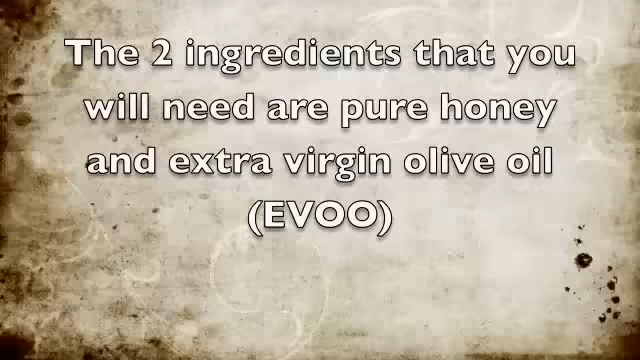 The 2 ingredients that you
will need are pure honey
and extra virgin olive oil
(EVOO)